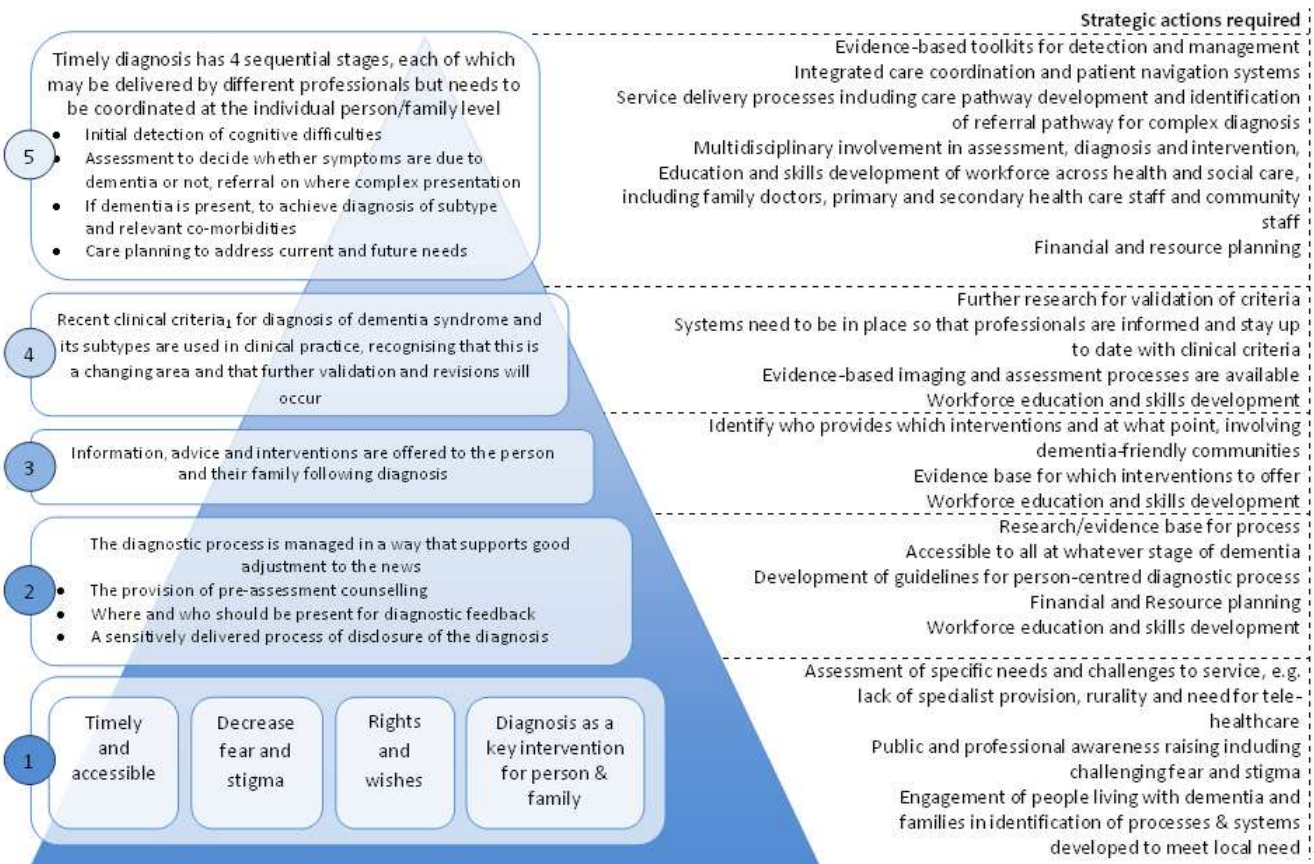 Strategic actions required
Timely diagnosis has 4 sequential stages, each of which
may be delivered by different professionals but needs to
be coordinated at the individual person/family level
● Initial detection of cognitive difficulties
● Assessment to decide whether symptoms are due to
dementia or not, referral on where complex presentation
● If dementia is present, to achieve diagnosis of subtype
and relevant co-morbidities
● Care planning to address current and future needs
5
Evidence-based toolkits for detection and management
Integrated care coordination and patient navigation systems
Service delivery processes including care pathway development and identification
of referral pathway for complex diagnosis
Multidisciplinary involvement in assessment, diagnosis and intervention,
Education and skills development of workforce across health and social care,
including family doctors, primary and secondary health care staff and community
staff
Financial and resource planning
Recent clinical criteria₁ for diagnosis of dementia syndrome and
its subtypes are used in clinical practice, recognising that this is
a changing area and that further validation and revisions will
occur
4
Further research for validation of criteria
Systems need to be in place so that professionals are informed and stay up
to date with clinical criteria
Evidence-based imaging and assessment processes are available
Workforce education and skills development
Information, advice and interventions are offered to the person
and their family following diagnosis
3
Identify who provides which interventions and at what point, involving
dementia-friendly communities
Evidence base for which interventions to offer
Workforce education and skills development
The diagnostic process is managed in a way that supports good
adjustment to the news
● The provision of pre-assessment counselling
● Where and who should be present for diagnostic feedback
● A sensitively delivered process of disclosure of the diagnosis
2
Research/evidence base for process
Accessible to all at whatever stage of dementia
Development of guidelines for person-centred diagnostic process
Financial and Resource planning
Workforce education and skills development
1
Timely
and
accessible
Decrease
fear and
stigma
Rights
and
wishes
Diagnosis as a
key intervention
for person &
family
Assessment of specific needs and challenges to service, e.g.
lack of specialist provision, rurality and need for tele-
healthcare
Public and professional awareness raising including
challenging fear and stigma
Engagement of people living with dementia and
families in identification of processes & systems
developed to meet local need